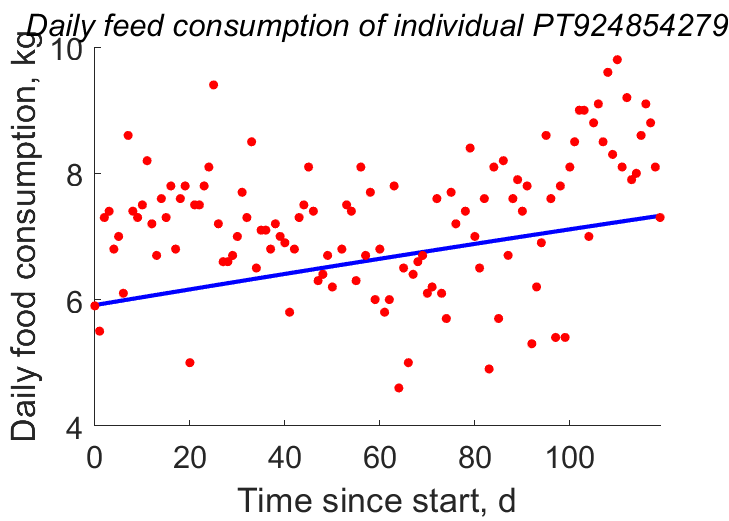 Daily feed consumption of individual PT924854279
Daily food consumption, kg
10
8
6
4
0 20 40 60 80 100
Time since start, d